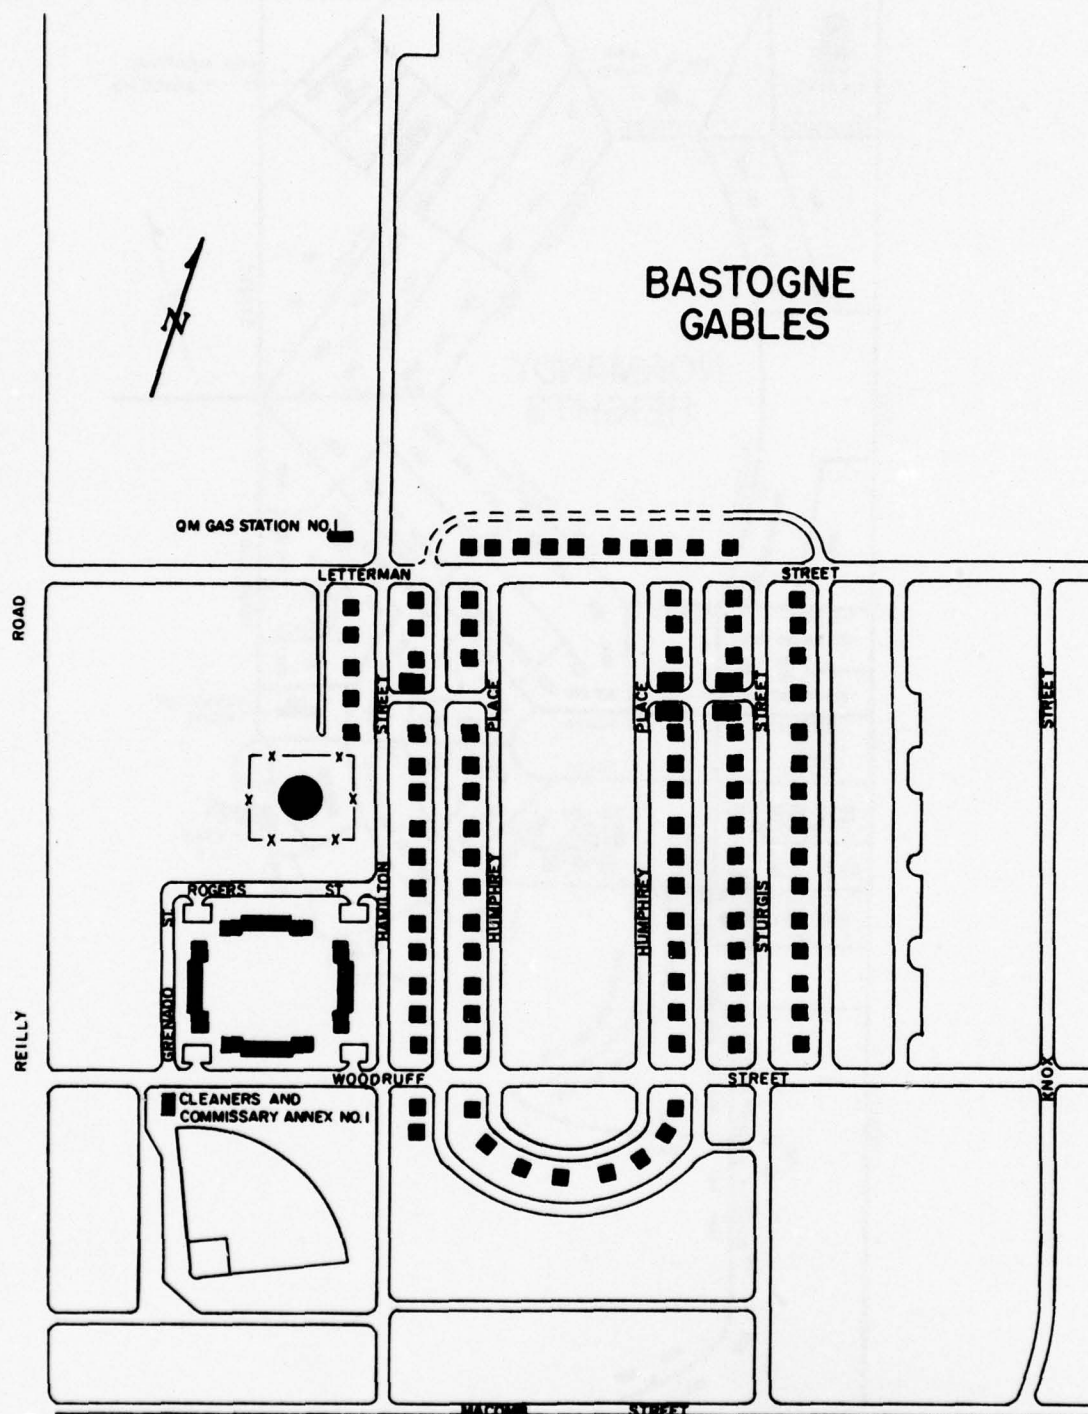 BASTOGNE
GABLES
N
QM GAS STATION NO.1
LETTERMAN STREET
ROAD
STREET
PLACE
PLACE
STREET
STREET
X X
X X
X X
ROGERS ST
ST
HAMILTON
HUMPHREY
HUMPHREY
STURGIS
GRENADO
REILLY
WOODRUFF STREET
KNOX
CLEANERS AND
COMMISSARY ANNEX NO.1
MACOMB STREET